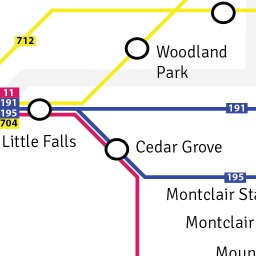 712
Woodland
Park
11
191
195
704
191
Little Falls
Cedar Grove
195
Montclair Sta
Montclair
Moun